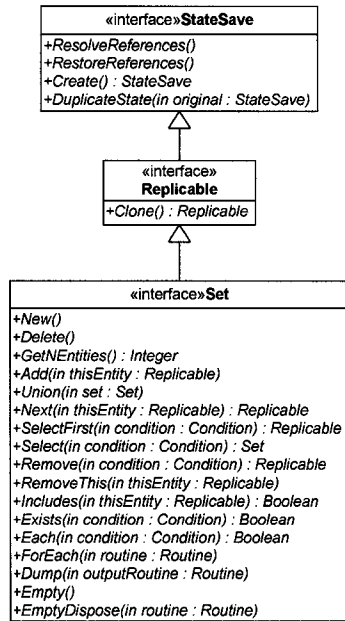 «interface»StateSave
+ResolveReferences()
+RestoreReferences()
+Create() : StateSave
+DuplicateState(in original : StateSave)
«interface»
Replicable
+Clone() : Replicable
«interface»Set
+New()
+Delete()
+GetNEntities() : Integer
+Add(in thisEntity : Replicable)
+Union(in set : Set)
+Next(in thisEntity : Replicable) : Replicable
+SelectFirst(in condition : Condition) : Replicable
+Select(in condition : Condition) : Set
+Remove(in condition : Condition) : Replicable
+RemoveThis(in thisEntity : Replicable)
+Includes(in thisEntity : Replicable) : Boolean
+Exists(in condition : Condition) : Boolean
+Each(in condition : Condition) : Boolean
+ForEach(in routine : Routine)
+Dump(in outputRoutine : Routine)
+Empty()
+EmptyDispose(in routine : Routine)